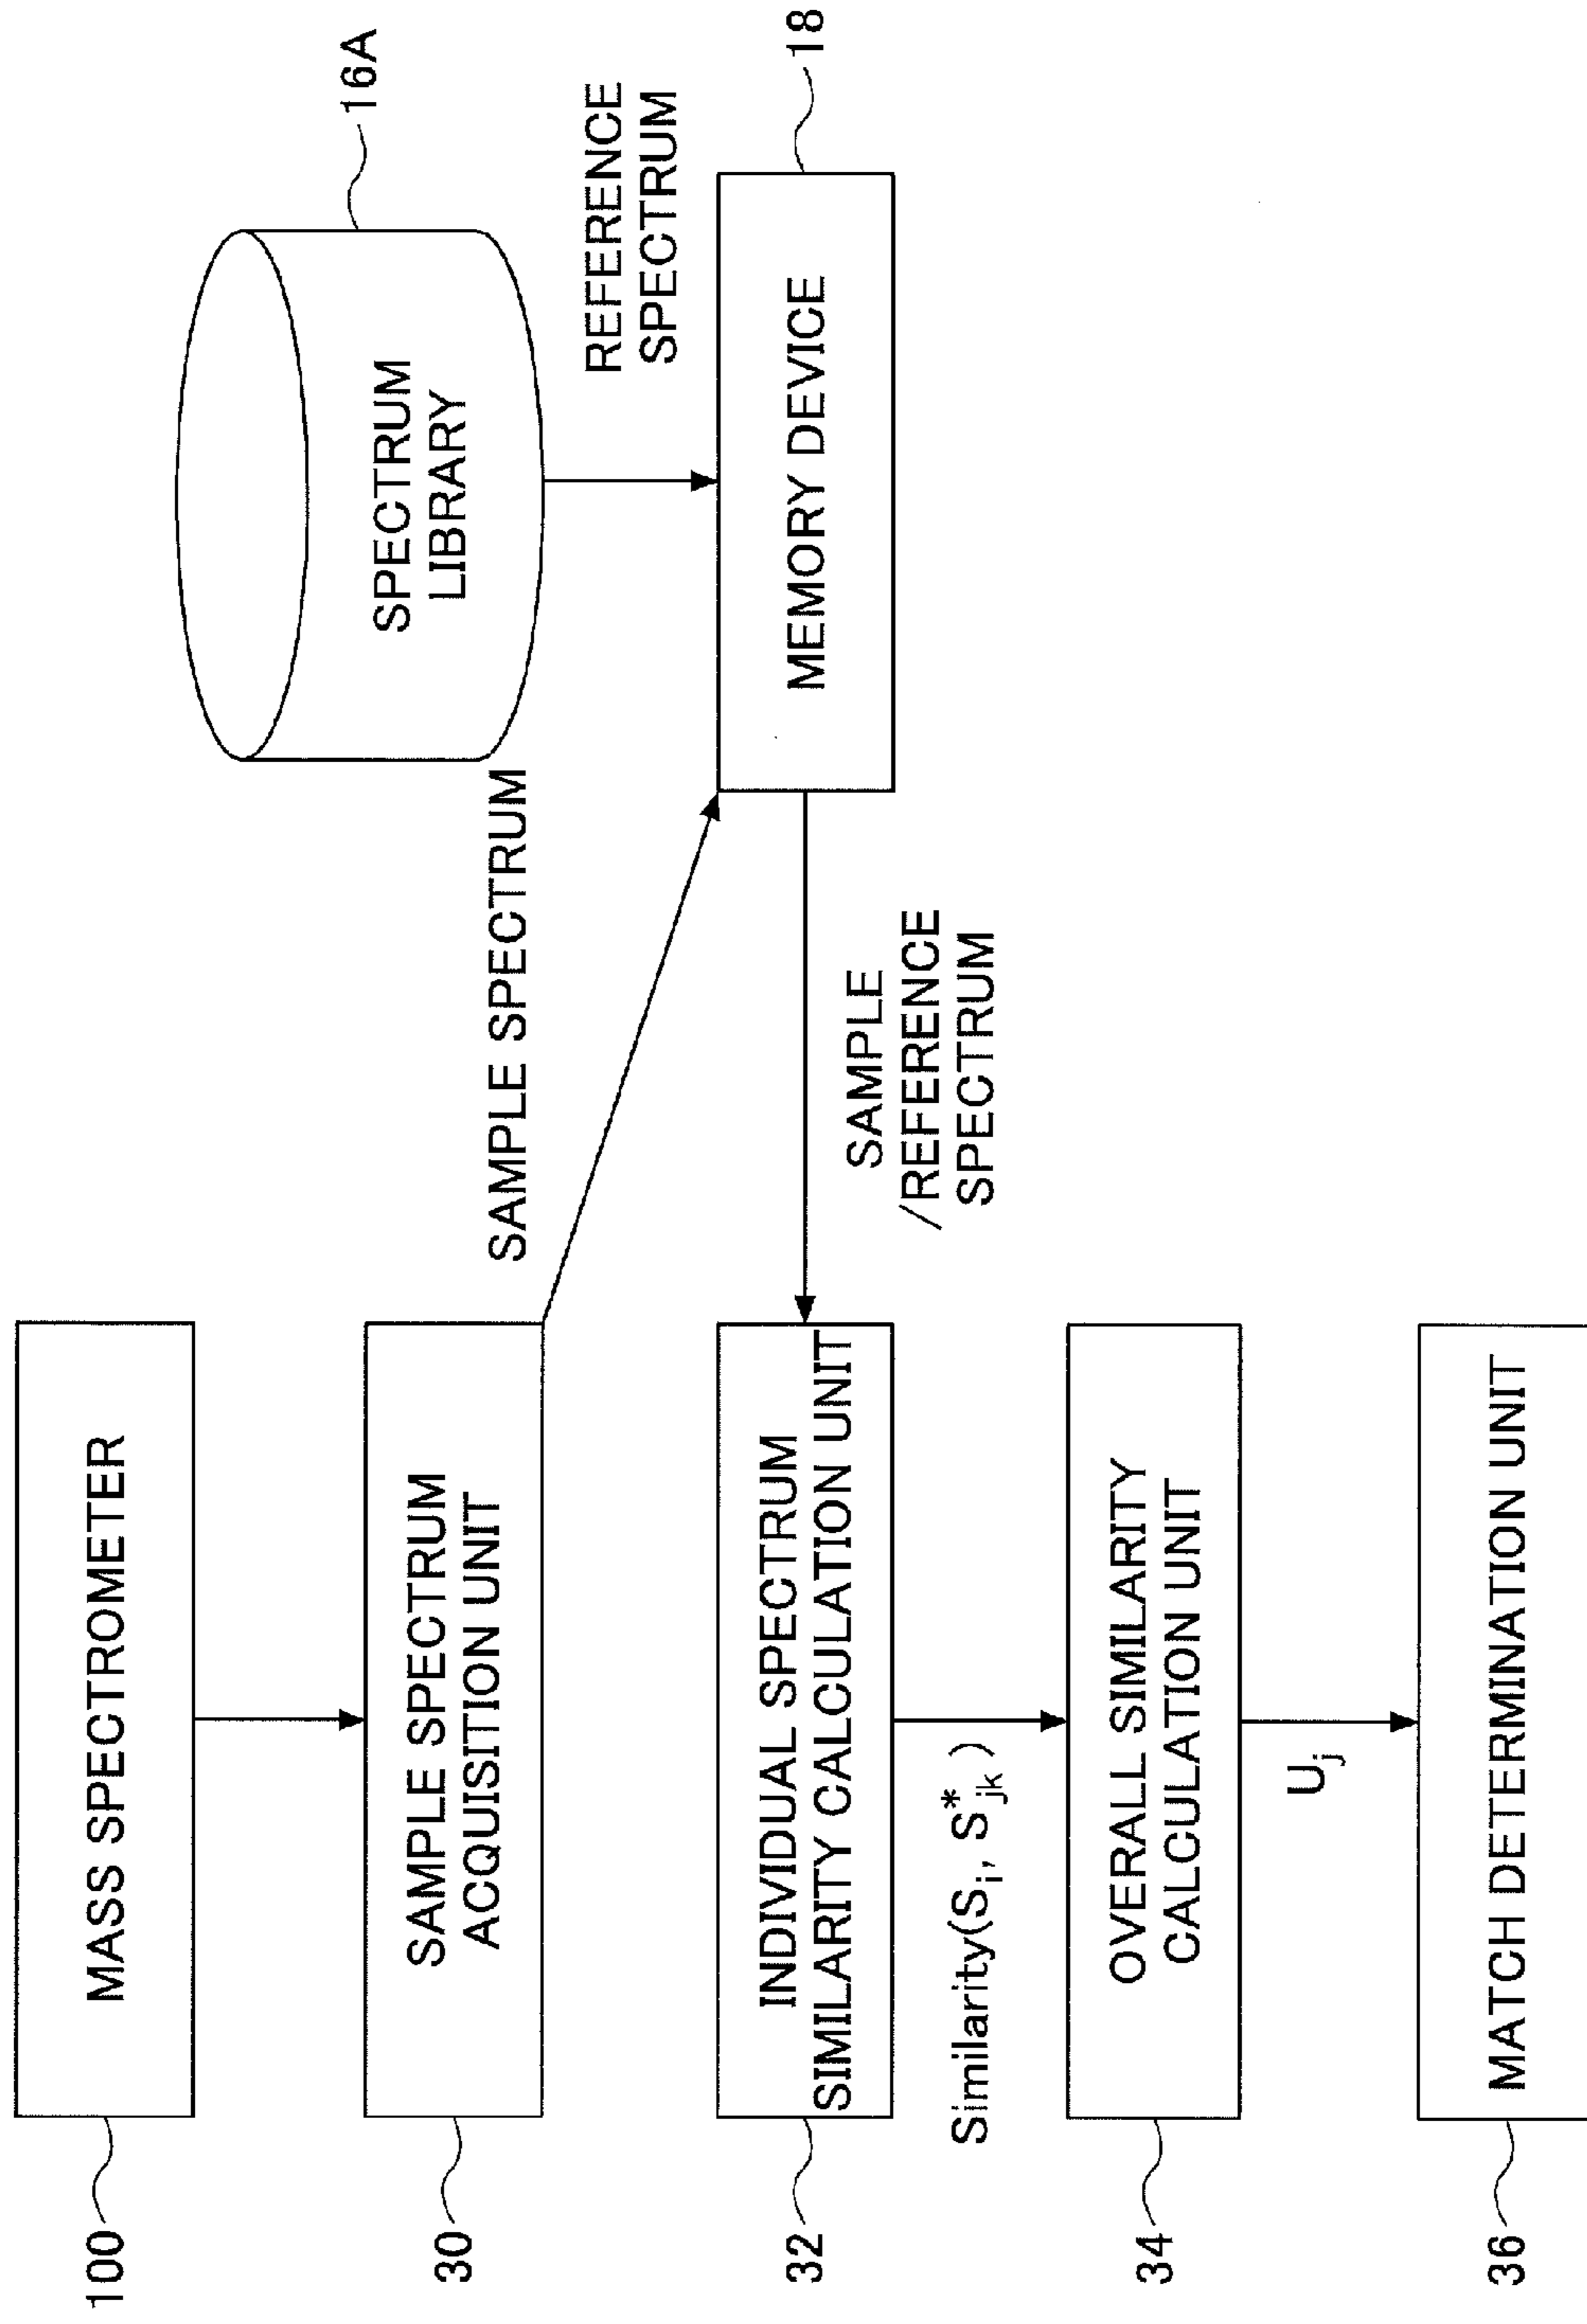 100
MASS SPECTROMETER
30
SAMPLE SPECTRUM
ACQUISITION UNIT
SAMPLE SPECTRUM
SPECTRUM
LIBRARY
16A
REFERENCE
SPECTRUM
32
INDIVIDUAL SPECTRUM
SIMILARITY CALCULATION UNIT
SAMPLE
/REFERENCE
SPECTRUM
MEMORY DEVICE
18
Similarity(S_i, S*_jk)
34
OVERALL SIMILARITY
CALCULATION UNIT
U_j
36
MATCH DETERMINATION UNIT